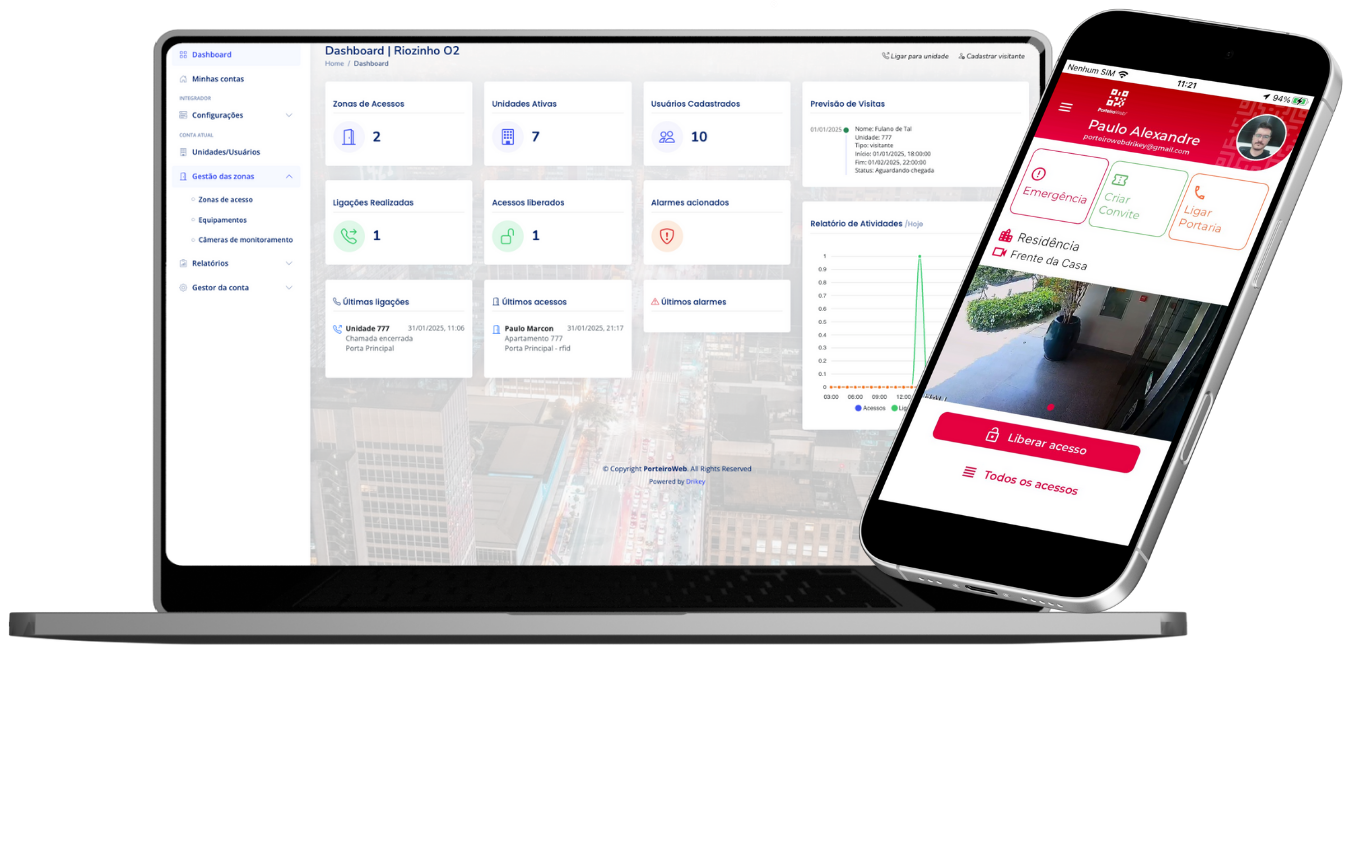 Dashboard
Minhas contas
INTEGRADOR
Configurações
CONTA ATUAL
Unidades/Usuários
Gestão das zonas
Zonas de acesso
Equipamentos
Câmeras de monitoramento
Relatórios
Gestor da conta
Dashboard | Riozinho O2
Home / Dashboard
Ligar para unidade
Cadastrar visitante
Zonas de Acessos
2
Unidades Ativas
7
Usuários Cadastrados
10
Previsão de Visitas
01/01/2025
Nome: Fulano de Tal
Unidade: 777
Tipo: visitante
Início: 01/01/2025, 18:00:00
Fim: 01/02/2025, 22:00:00
Status: Aguardando chegada
Ligações Realizadas
1
Acessos liberados
1
Alarmes acionados
Relatório de Atividades /Hoje
1
0.9
0.8
0.7
0.6
0.5
0.4
0.3
0.2
0.1
0
03:00 06:00 09:00 12:00
Acessos
Últimas ligações
Unidade 777 31/01/2025, 11:06
Chamada encerrada
Porta Principal
Últimos acessos
Paulo Marcon 31/01/2025, 21:17
Apartamento 777
Porta Principal - rfid
Últimos alarmes
© Copyright PorteiroWeb. All Rights Reserved
Powered by Drikey
Nenhum SIM
11:21
94%
PorteiroWeb
Paulo Alexandre
porteirowebdrikey@gmail.com
Emergência
Criar
Convite
Ligar
Portaria
Residência
Frente da Casa
Liberar acesso
Todos os acessos